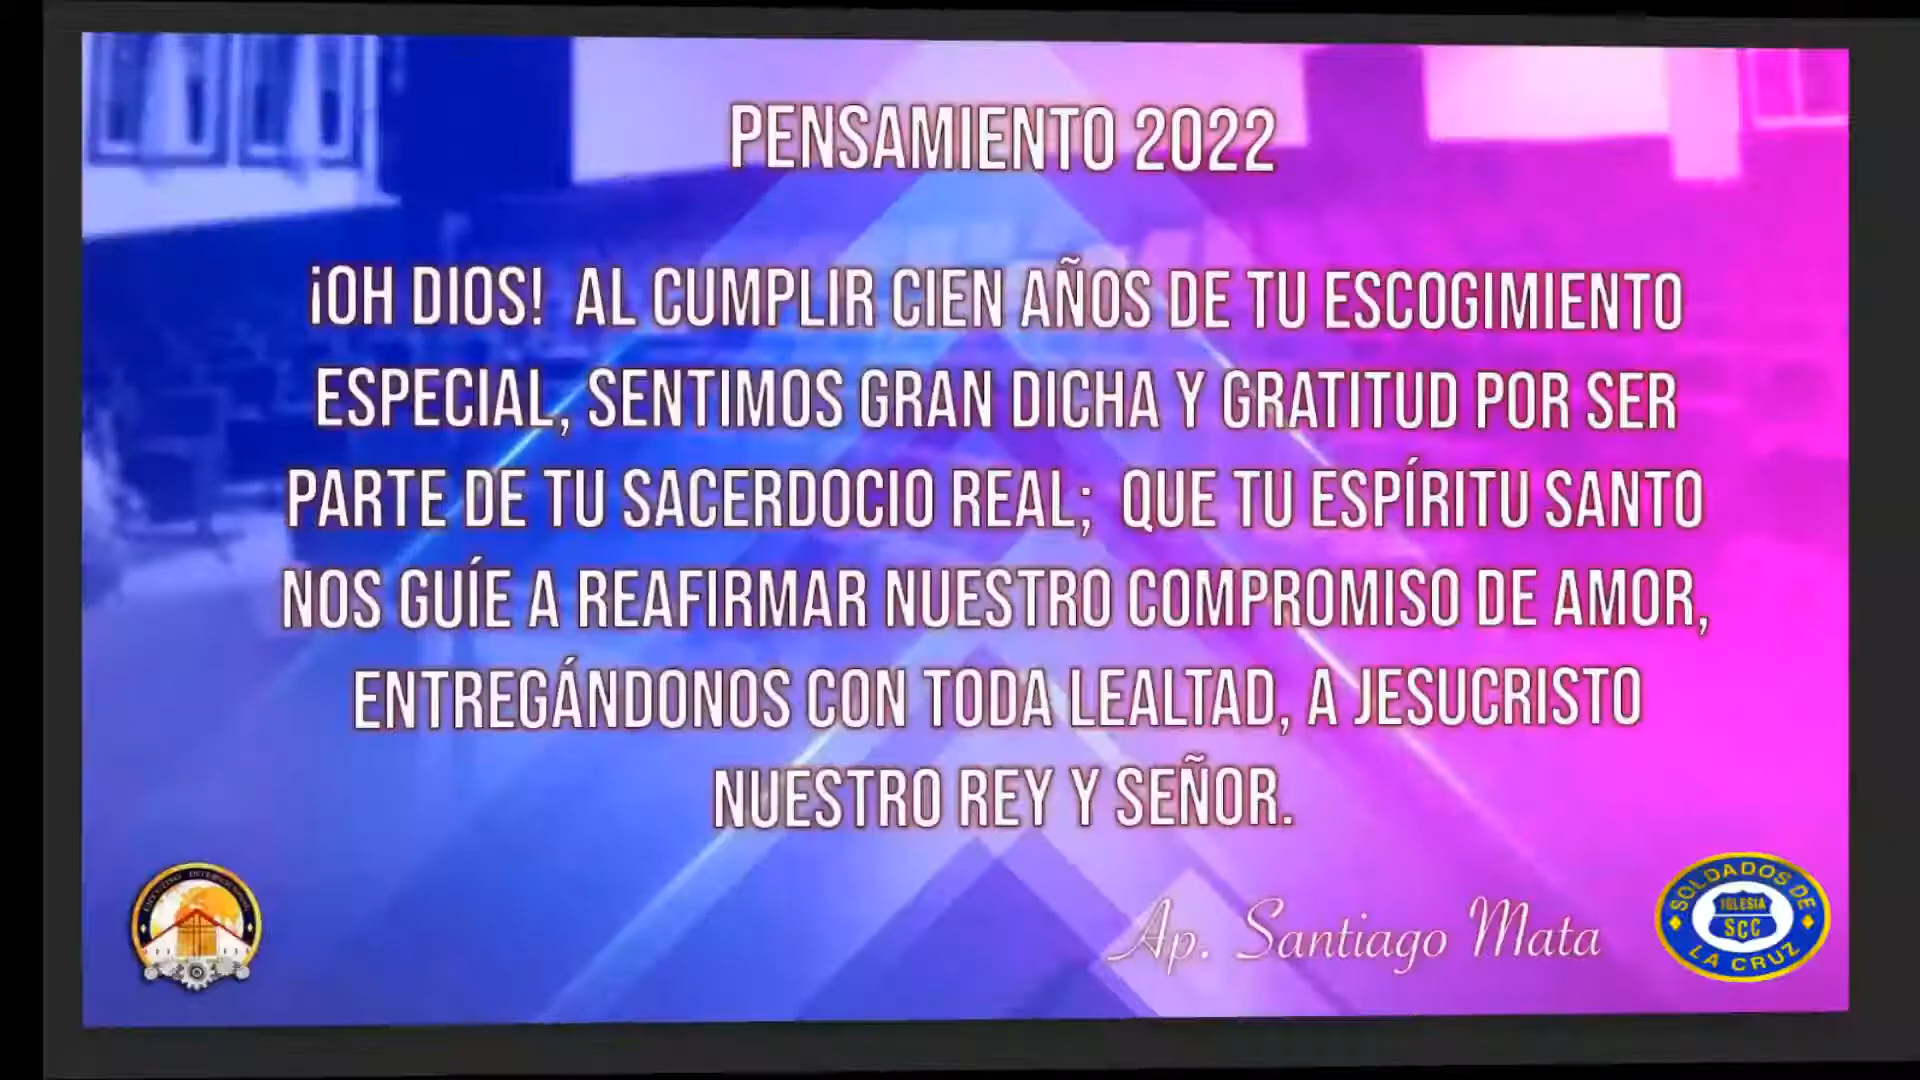 PENSAMIENTO 2022
¡OH DIOS! AL CUMPLIR CIEN AÑOS DE TU ESCOGIMIENTO
ESPECIAL, SENTIMOS GRAN DICHA Y GRATITUD POR SER
PARTE DE TU SACERDOCIO REAL; QUE TU ESPÍRITU SANTO
NOS GUÍE A REAFIRMAR NUESTRO COMPROMISO DE AMOR,
ENTREGÁNDONOS CON TODA LEALTAD, A JESUCRISTO
NUESTRO REY Y SEÑOR.
Ap. Santiago Mata
SOLDADOS DE
IGLESIA
SCC
LA CRUZ